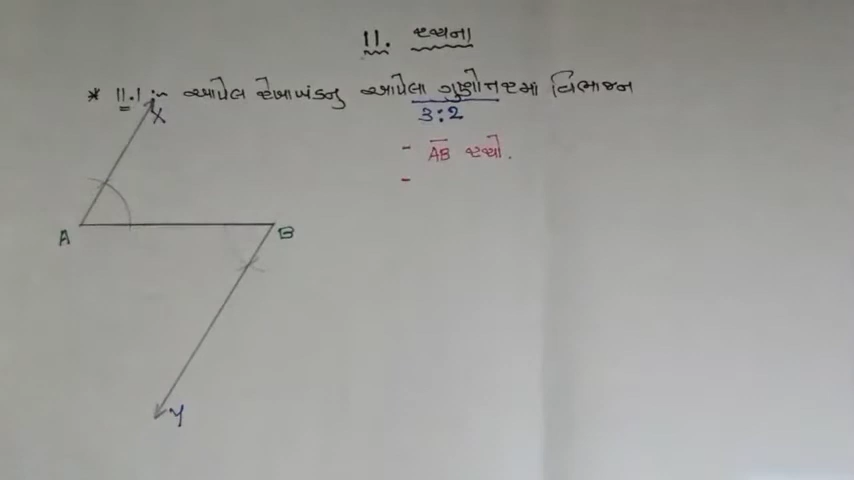 11. રચના
* 11.1 :- આપેલ રેખાખંડનુ આપેલા ગુણોત્તરમાં વિભાજન
3:2
- AB રચો.
-
X
A
B
Y